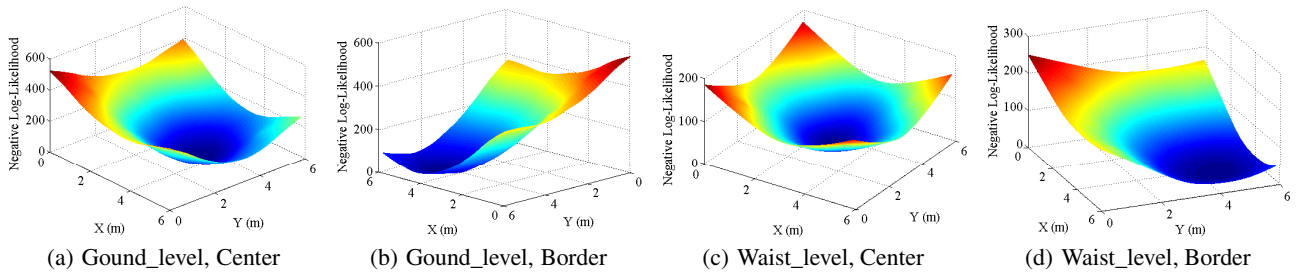 Negative Log-Likelihood
600
400
200
0
0
2
4
6
0
2
4
6
X (m)
Y (m)
(a) Gound_level, Center
Negative Log-Likelihood
600
400
200
0
6
4
2
0
6
4
2
0
X (m)
Y (m)
(b) Gound_level, Border
Negative Log-Likelihood
200
100
0
0
2
4
6
0
2
4
6
X (m)
Y (m)
(c) Waist_level, Center
Negative Log-Likelihood
300
200
100
0
0
2
4
6
0
2
4
6
X (m)
Y (m)
(d) Waist_level, Border